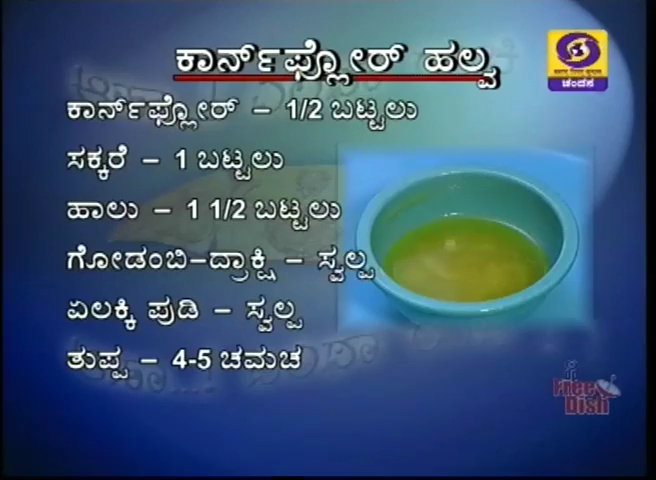 ಕಾರ್ನ್‌ಫ್ಲೋರ್ ಹಲ್ವ
ಕಾರ್ನ್‌ಫ್ಲೋರ್ – 1/2 ಬಟ್ಟಲು
ಸಕ್ಕರೆ – 1 ಬಟ್ಟಲು
ಹಾಲು – 1 1/2 ಬಟ್ಟಲು
ಗೋಡಂಬಿ–ದ್ರಾಕ್ಷಿ – ಸ್ವಲ್ಪ
ಏಲಕ್ಕಿ ಪುಡಿ – ಸ್ವಲ್ಪ
ತುಪ್ಪ – 4-5 ಚಮಚ
ಚಂದನ
Free
Dish